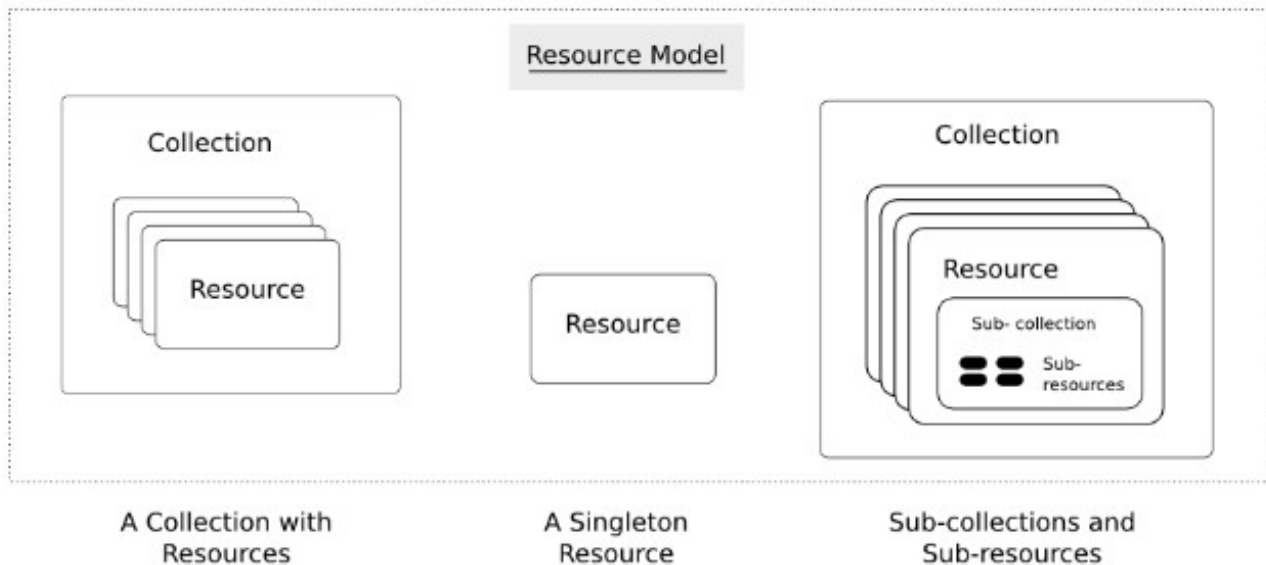 Resource Model
Collection
Resource
Resource
Collection
Resource
Sub- collection
Sub-
resources
A Collection with
Resources
A Singleton
Resource
Sub-collections and
Sub-resources